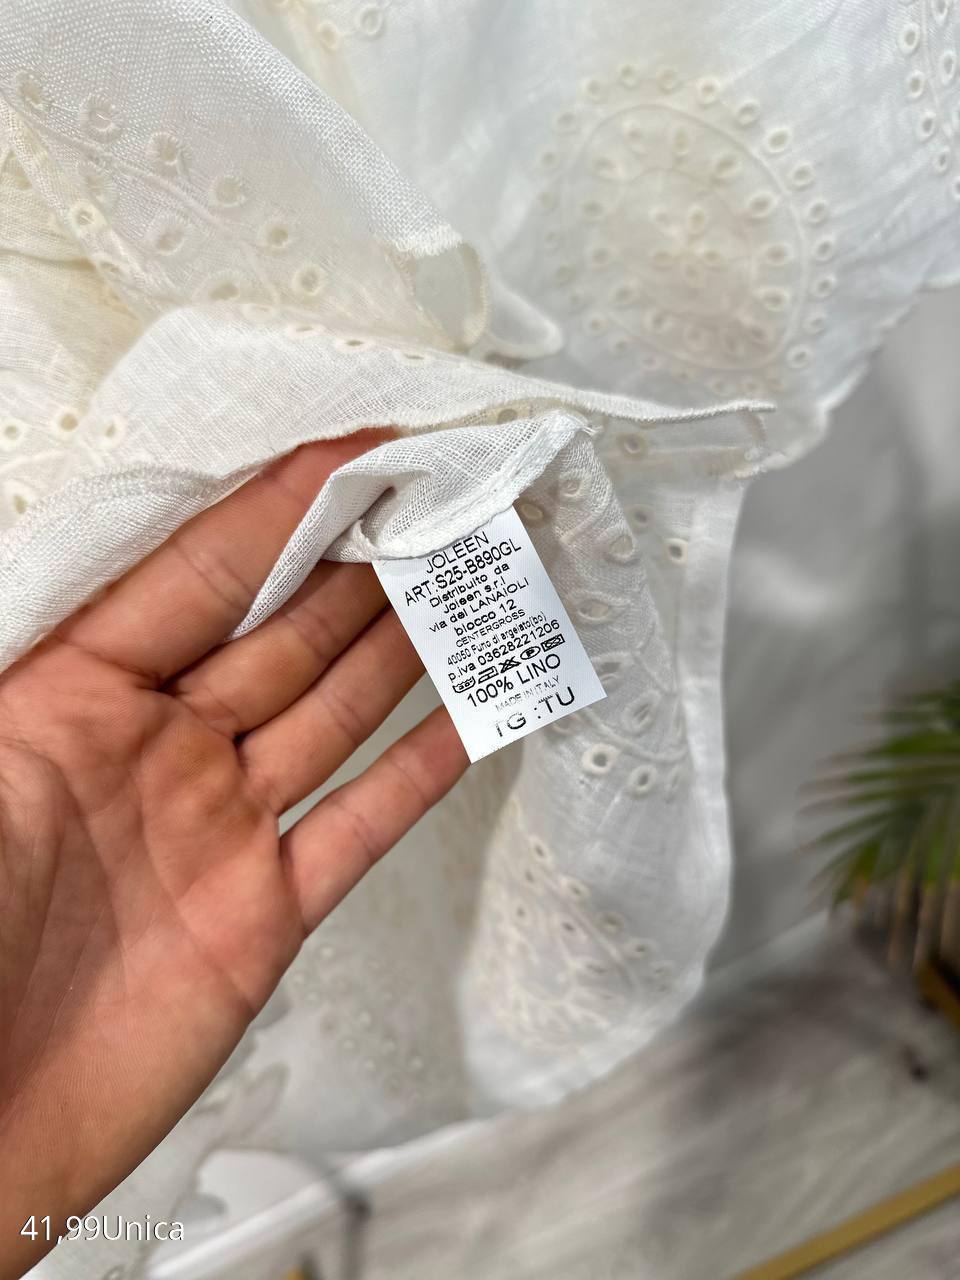 JOLEEN
ART:S25-B890GL
Distribuito da
Joleen s.r.l
via dei LANAIOLI
blocco 12
CENTERGROSS
40050 Funo di argelato(bo)
p.iva 03628221206
100% LINO
MADE IN ITALY
TG :TU
41,99Unica